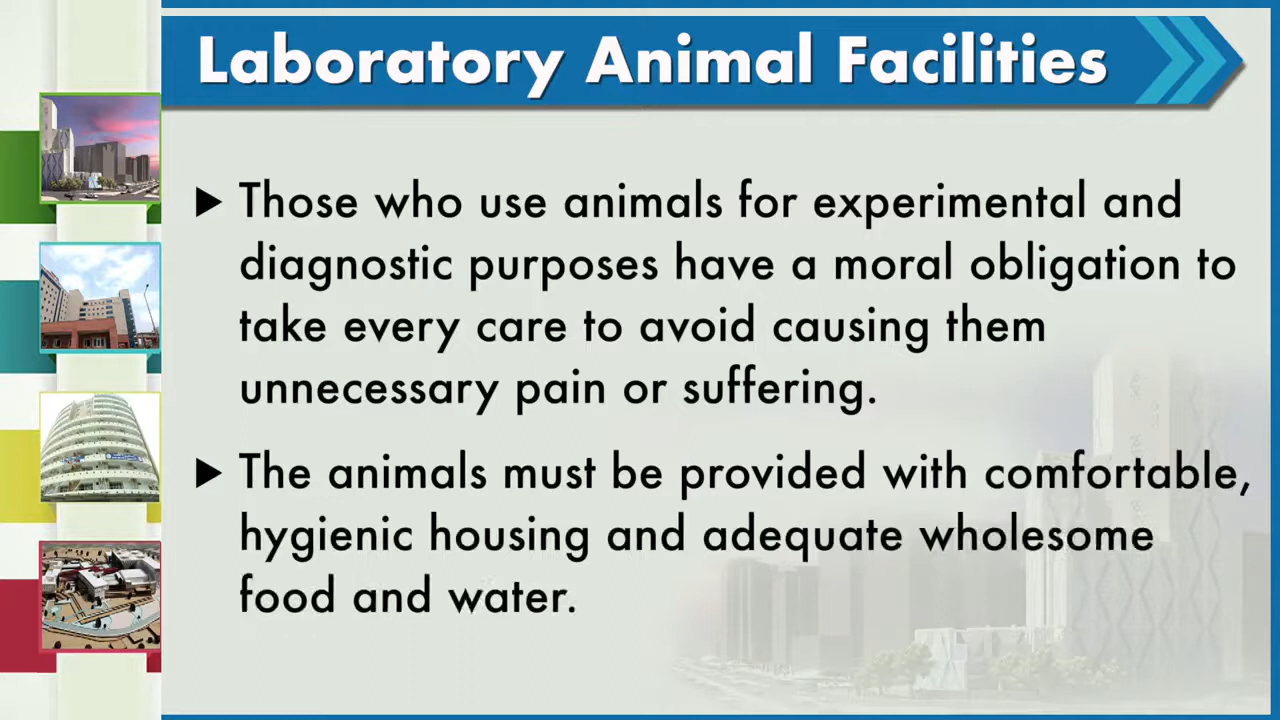 Laboratory Animal Facilities
Those who use animals for experimental and
diagnostic purposes have a moral obligation to
take every care to avoid causing them
unnecessary pain or suffering.
The animals must be provided with comfortable,
hygienic housing and adequate wholesome
food and water.